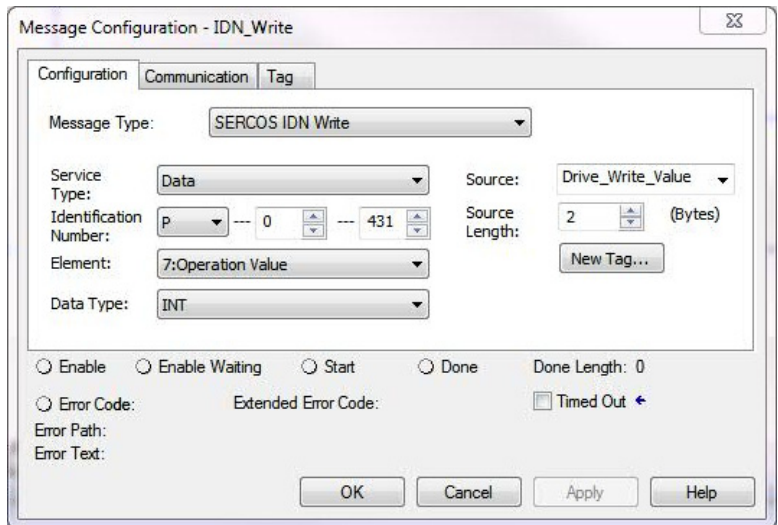 Message Configuration - IDN_Write
Configuration Communication Tag
Message Type: SERCOS IDN Write
Service Type: Data Source: Drive_Write_Value
Identification Number: P --- 0 --- 431 Source Length: 2 (Bytes)
Element: 7:Operation Value New Tag...
Data Type: INT
Enable Enable Waiting Start Done Done Length: 0
Error Code: Extended Error Code: Timed Out
Error Path:
Error Text:
OK Cancel Apply Help